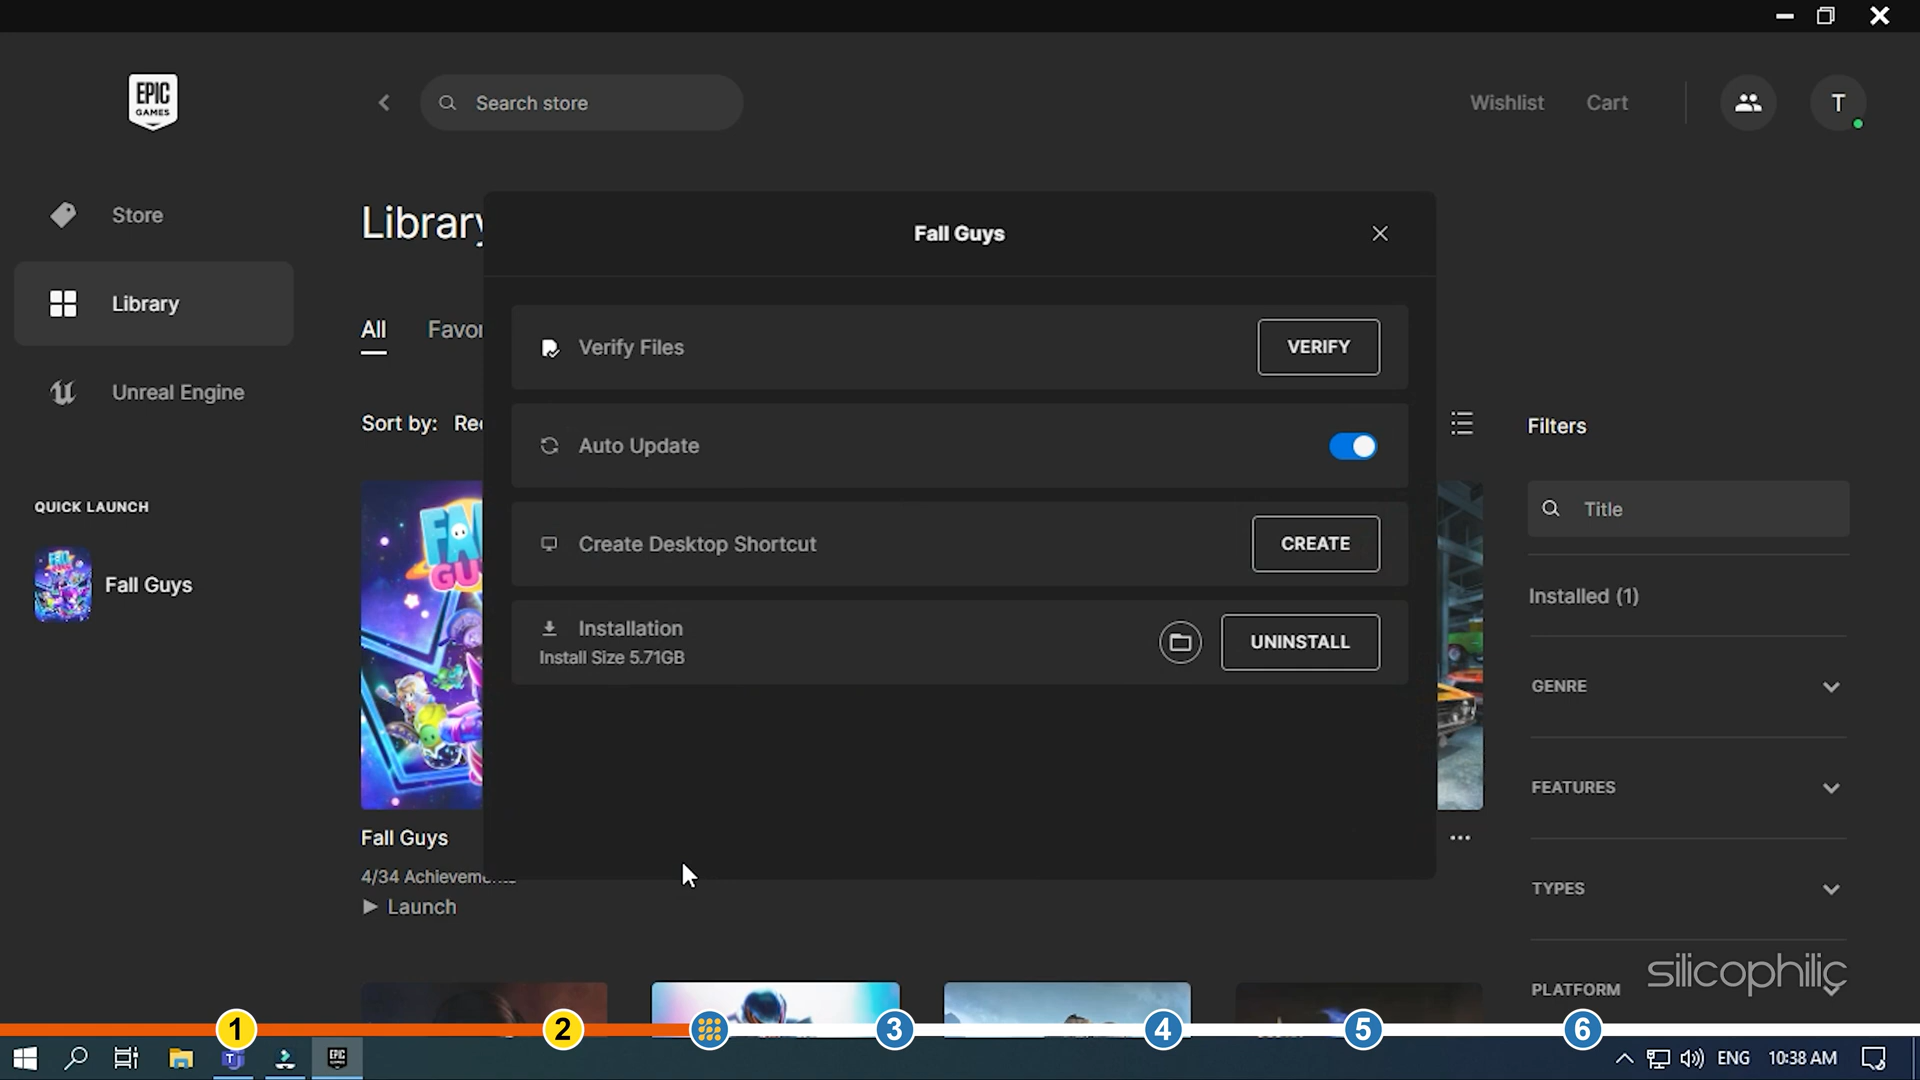 EPIC
GAMES
Search store
Wishlist
Cart
T
Store
Library
Unreal Engine
QUICK LAUNCH
Fall Guys
Library
All
Favor
Sort by: Rec
Fall Guys
Verify Files
VERIFY
Auto Update
Create Desktop Shortcut
CREATE
Installation
Install Size 5.71GB
UNINSTALL
Filters
Title
Installed (1)
GENRE
FEATURES
TYPES
PLATFORM
Fall Guys
4/34 Achievem
Launch
silicophilic
1
2
3
4
5
6
EPIC
GAMES
ENG
10:38 AM